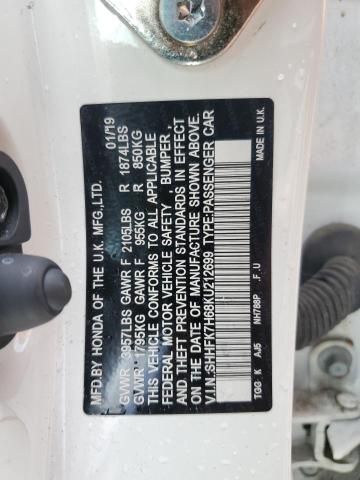 MFD.BY HONDA OF THE U.K. MFG.,LTD. 01/19
GVWR 3957LBS GAWR F 2105LBS R 1874LBS
GVWR 1795KG GAWR F 955KG R 850KG
THIS VEHICLE CONFORMS TO ALL APPLICABLE
FEDERAL MOTOR VEHICLE SAFETY, BUMPER,
AND THEFT PREVENTION STANDARDS IN EFFECT
ON THE DATE OF MANUFACTURE SHOWN ABOVE.
V.I.N.:SHHFK7H68KU212699 TYPE:PASSENGER CAR
TGG K AJ5 NH788P .F.U MADE IN U.K.